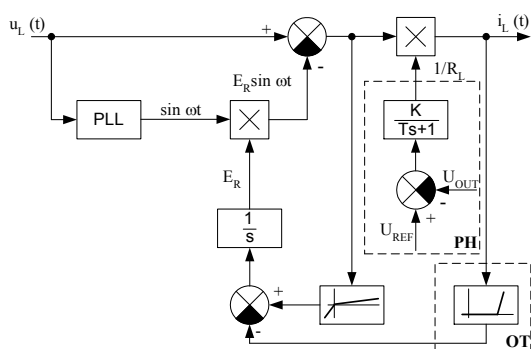 u_L (t)
+
-
i_L (t)
1/R_L
E_R sin ωt
sin ωt
PLL
K
Ts+1
E_R
U_OUT
-
+
U_REF
PH
1
s
+
-
OT